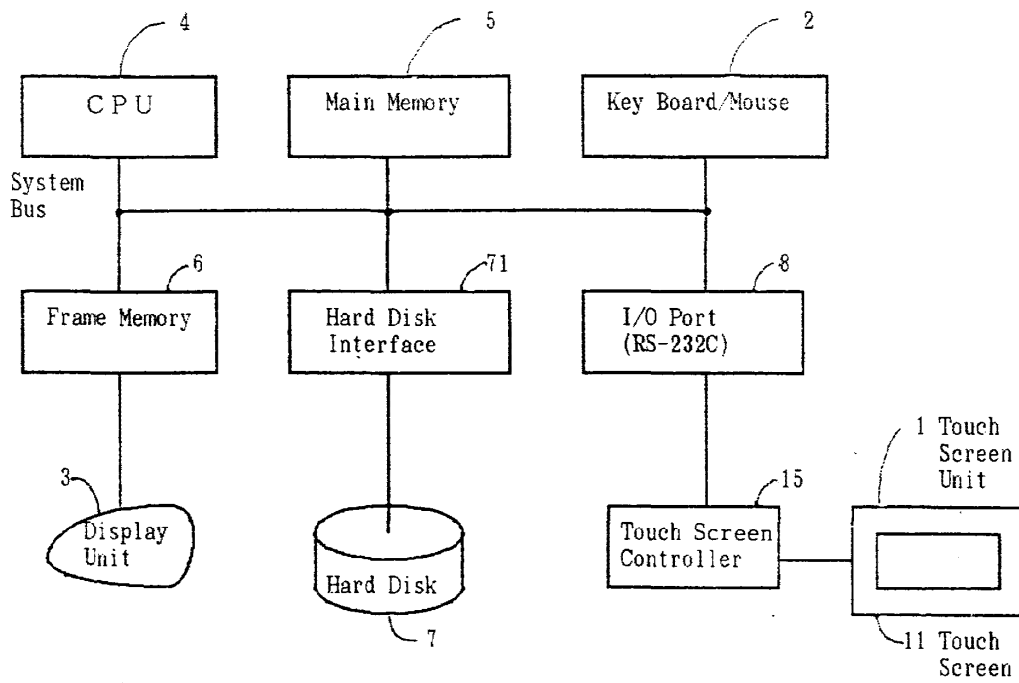 4
5
2
CPU
Main Memory
Key Board/Mouse
System
Bus
6
71
8
Frame Memory
Hard Disk
Interface
I/O Port
(RS-232C)
1 Touch
Screen
Unit
3
15
Display
Unit
Touch Screen
Controller
Hard Disk
7
11 Touch
Screen